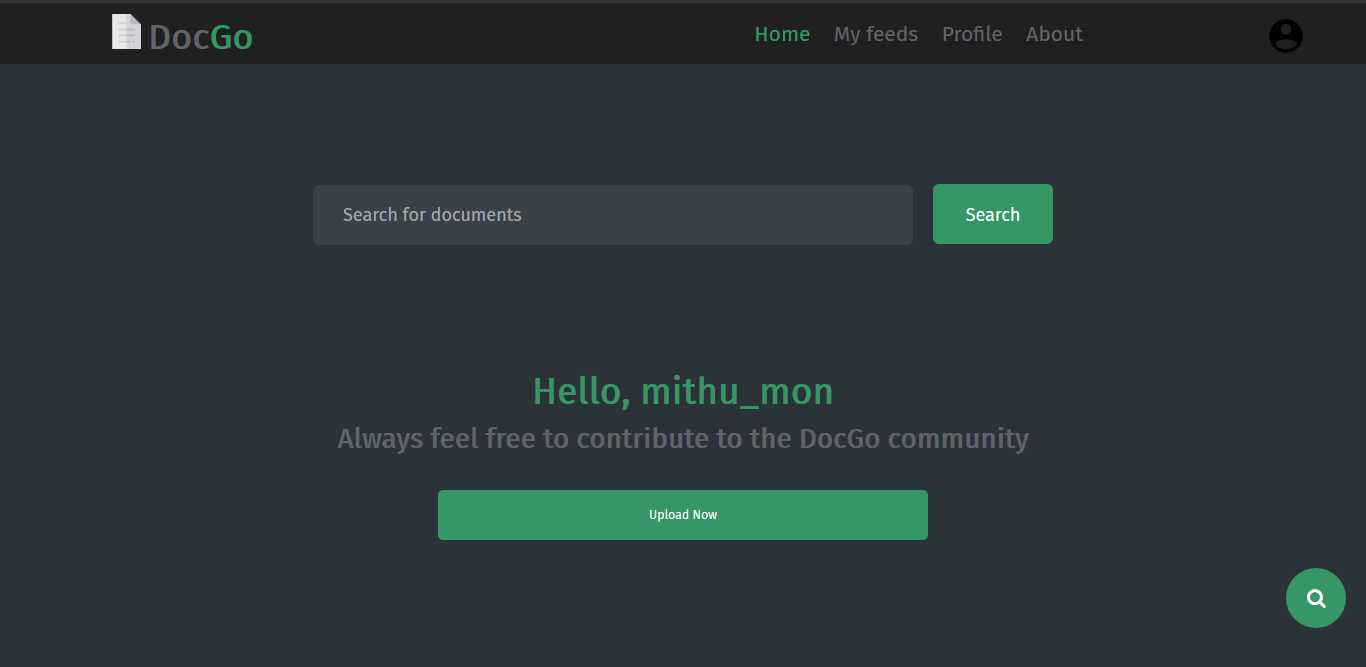 DocGo
Home My feeds Profile About
Search for documents
Search
Hello, mithu_mon
Always feel free to contribute to the DocGo community
Upload Now